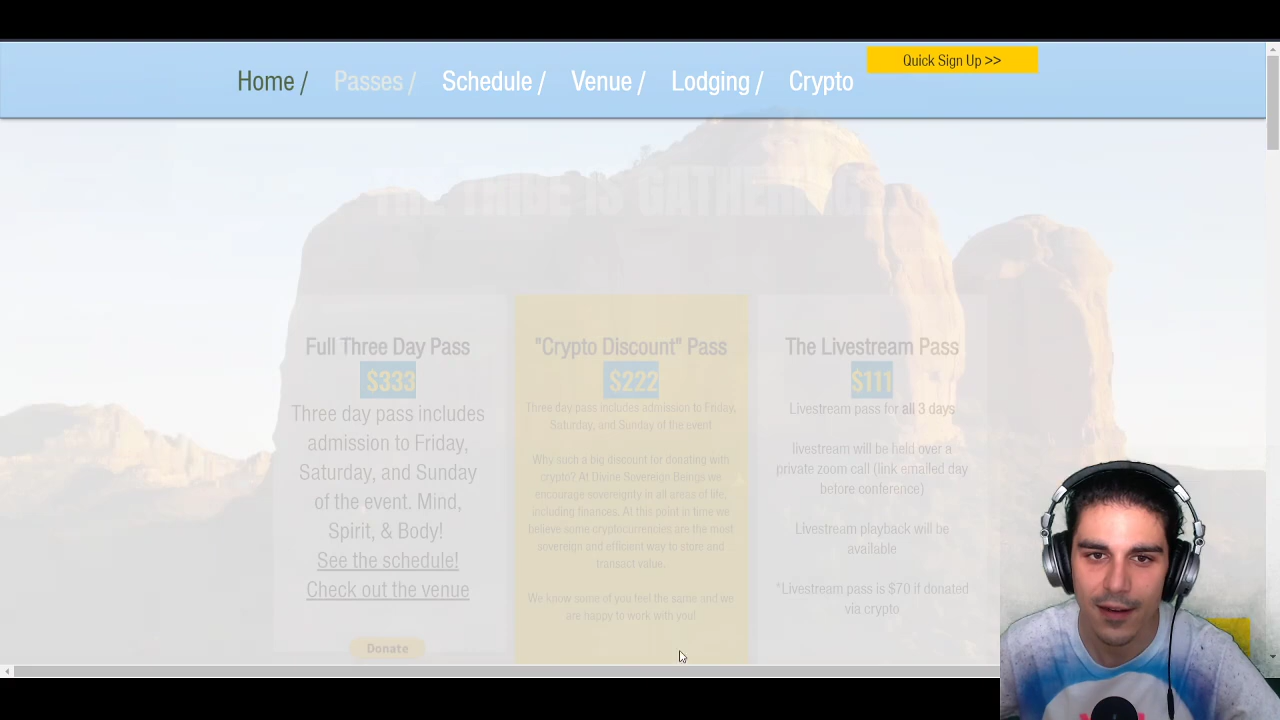 Quick Sign Up >>
Home / Passes / Schedule / Venue / Lodging / Crypto
THE TRIBE IS GATHERING
Full Three Day Pass
$333
Three day pass includes
admission to Friday,
Saturday, and Sunday
of the event. Mind,
Spirit, & Body!
See the schedule!
Check out the venue
Donate
"Crypto Discount" Pass
$222
Three day pass includes admission to Friday,
Saturday, and Sunday of the event
Why such a big discount for donating with
crypto? At Divine Sovereign Beings we
encourage sovereignty in all areas of life,
including finances. At this point in time we
believe some cryptocurrencies are the most
sovereign and efficient way to store and
transact value.
We know some of you feel the same and we
are happy to work with you!
The Livestream Pass
$111
Livestream pass for all 3 days
livestream will be held over a
private zoom call (link emailed day
before conference)
Livestream playback will be
available
*Livestream pass is $70 if donated
via crypto